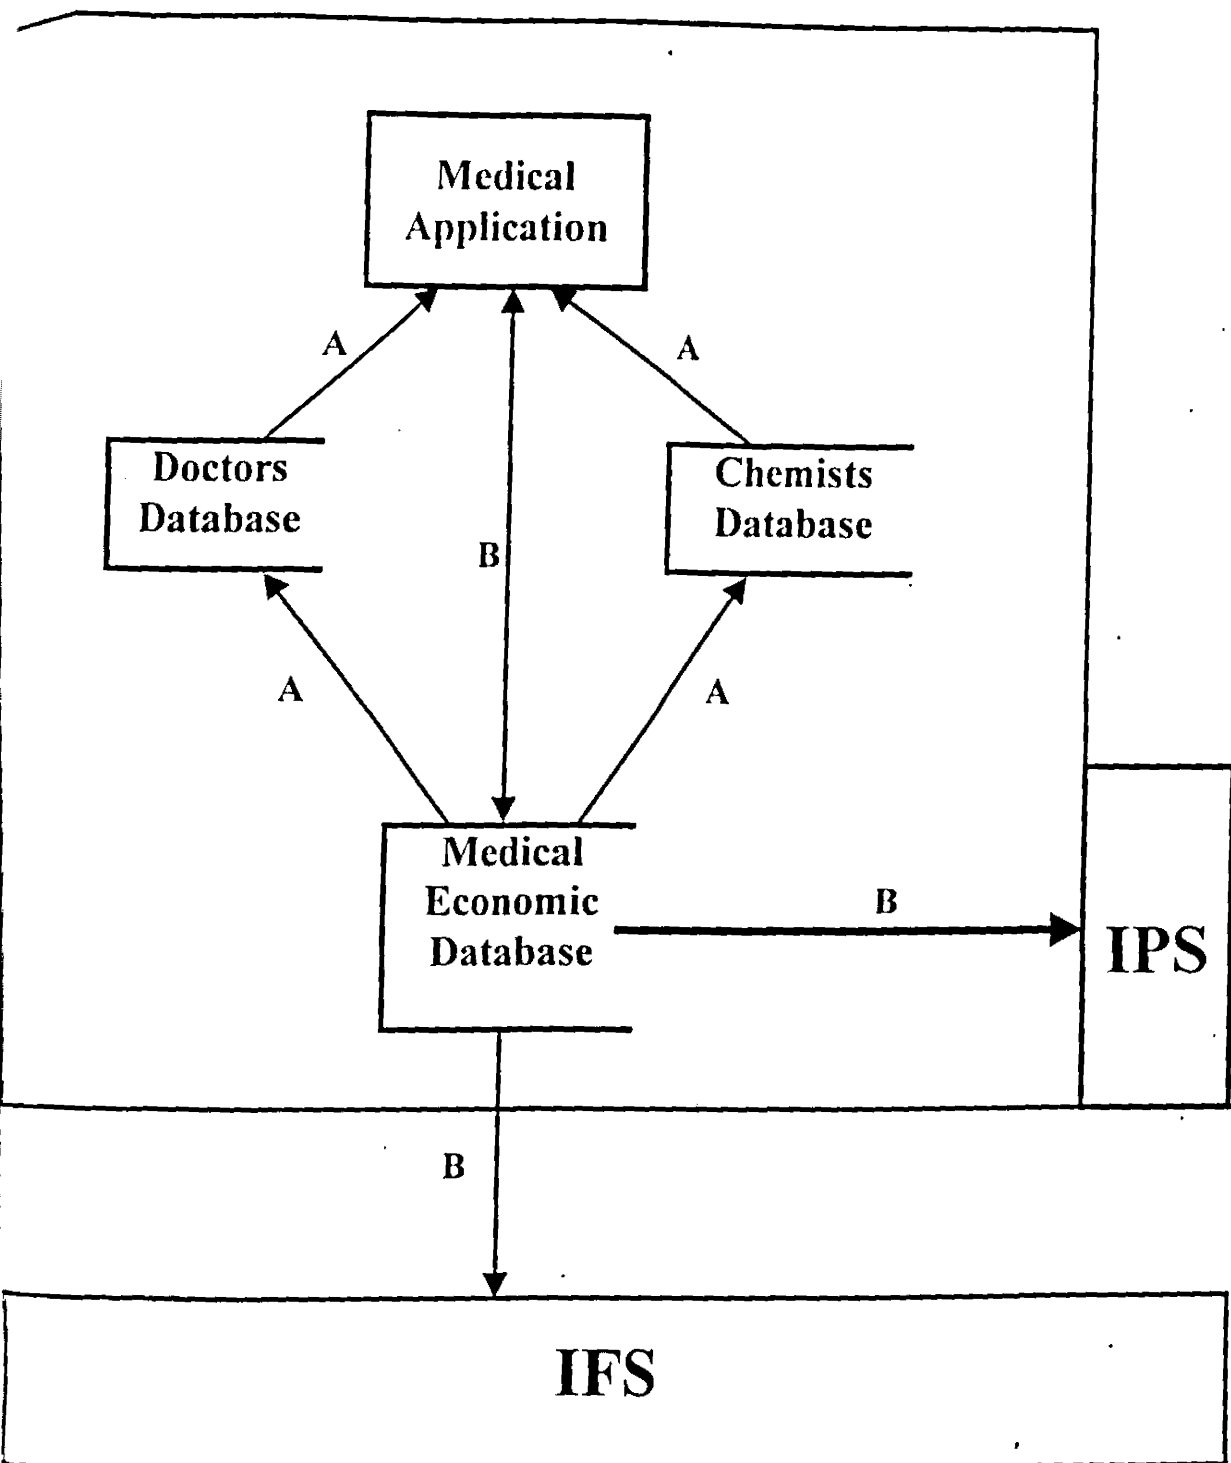 Medical
Application
A
A
Doctors
Database
Chemists
Database
B
A
A
Medical
Economic
Database
B
IPS
B
IFS